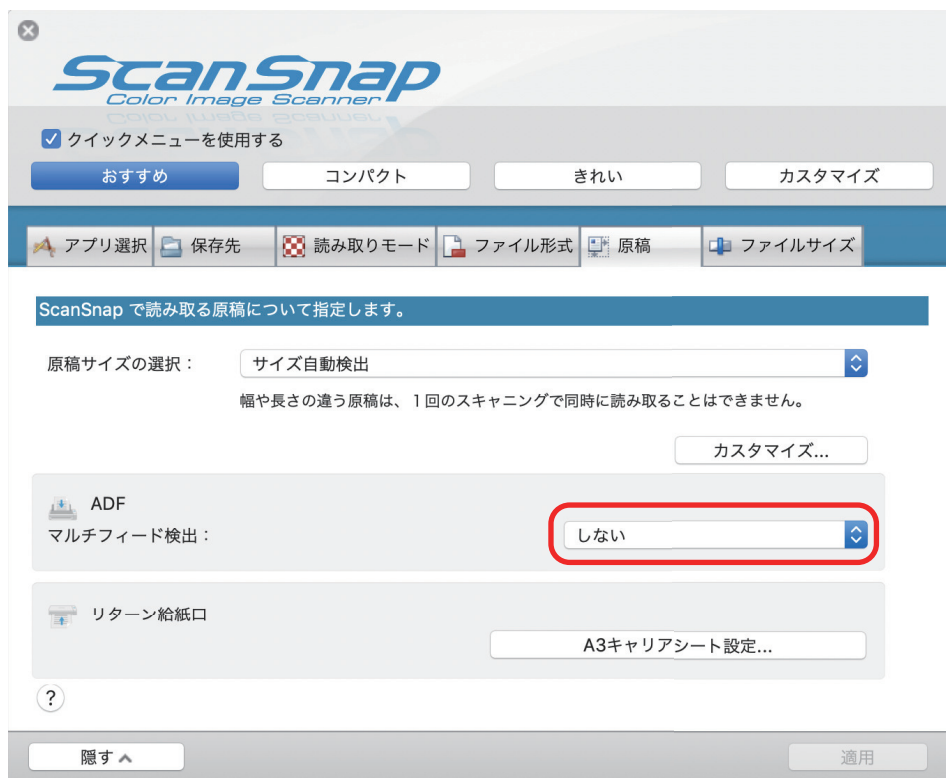 ScanSnap
Color Image Scanner
クイックメニューを使用する
おすすめ
コンパクト
きれい
カスタマイズ
アプリ選択
保存先
読み取りモード
ファイル形式
原稿
ファイルサイズ
ScanSnap で読み取る原稿について指定します。
原稿サイズの選択：
サイズ自動検出
幅や長さの違う原稿は、1回のスキャニングで同時に読み取ることはできません。
カスタマイズ...
ADF
マルチフィード検出：
しない
リターン給紙口
A3キャリアシート設定...
?
隠す
適用